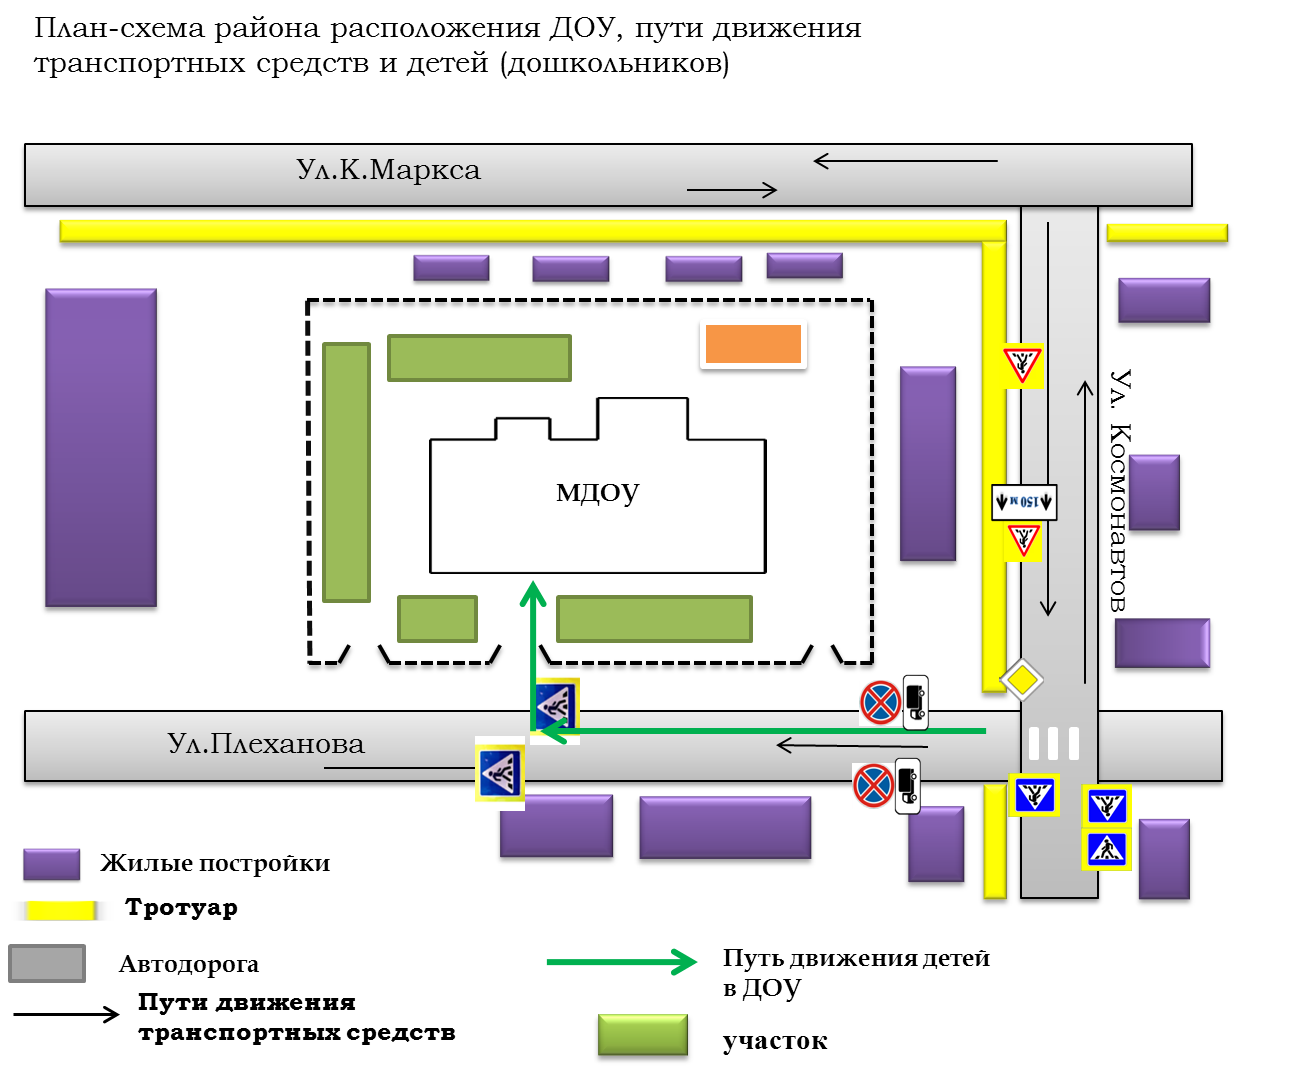 План-схема района расположения ДОУ, пути движения
транспортных средств и детей (дошкольников)
Ул.К.Маркса
Ул. Космонавтов
МДОУ
150 м
Ул.Плеханова
Жилые постройки
Тротуар
Автодорога
Пути движения
транспортных средств
Путь движения детей
в ДОУ
участок